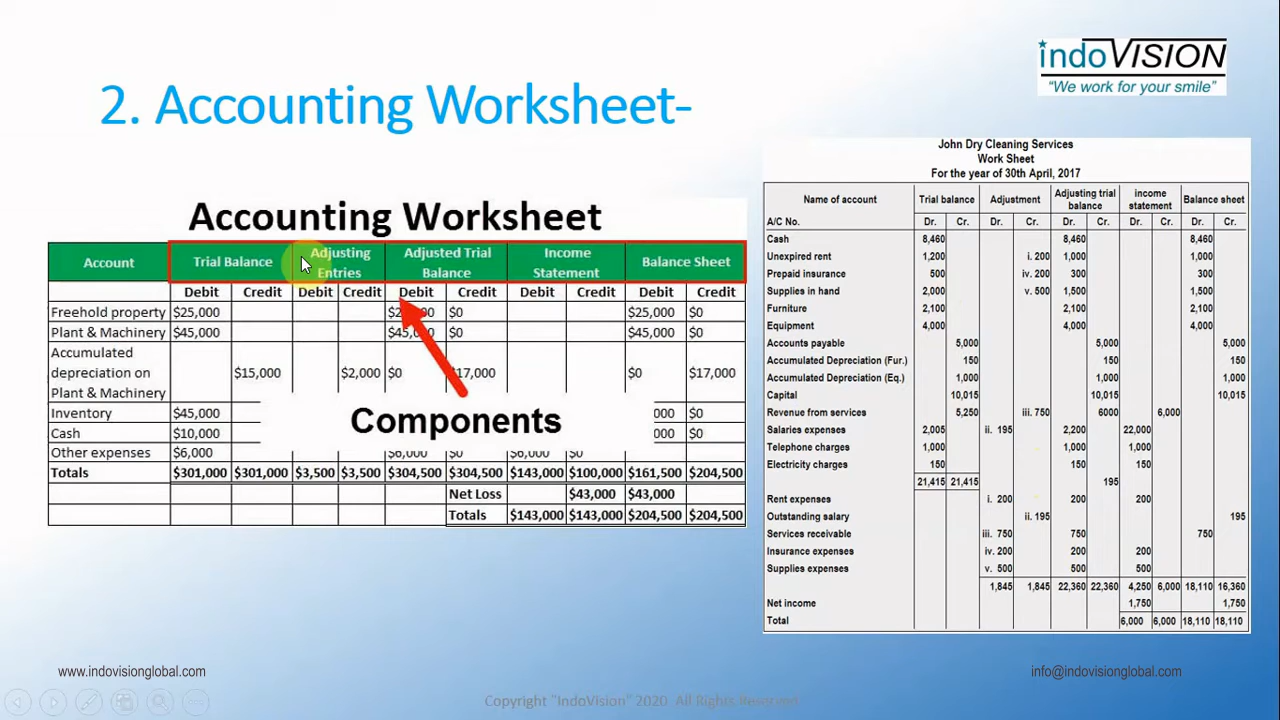 indoVISION
"We work for your smile"
2. Accounting Worksheet-
Accounting Worksheet
Account Trial Balance Adjusting Entries Adjusted Trial Balance Income Statement Balance Sheet
Debit Credit Debit Credit Debit Credit Debit Credit Debit Credit
Freehold property $25,000 $0 $25,000 $0
Plant & Machinery $45,000 $45,000 $0 $45,000 $0
Accumulated
depreciation on $15,000 $2,000 $0 $17,000 $0 $17,000
Plant & Machinery
Inventory $45,000 $0
Cash $10,000 $0
Other expenses $6,000 $6,000 $0 $6,000 $0
Totals $301,000 $301,000 $3,500 $3,500 $304,500 $304,500 $143,000 $100,000 $161,500 $204,500
Net Loss $43,000 $43,000
Totals $143,000 $143,000 $204,500 $204,500
Components
John Dry Cleaning Services
Work Sheet
For the year of 30th April, 2017
Name of account Trial balance Adjustment Adjusting trial balance income statement Balance sheet
A/C No. Dr. Cr. Dr. Cr. Dr. Cr. Dr. Cr. Dr. Cr.
Cash 8,460 8,460 8,460
Unexpired rent 1,200 i. 200 1,000 1,000
Prepaid insurance 500 iv. 200 300 300
Supplies in hand 2,000 v. 500 1,500 1,500
Furniture 2,100 2,100 2,100
Equipment 4,000 4,000 4,000
Accounts payable 5,000 5,000 5,000
Accumulated Depreciation (Fur.) 150 150 150
Accumulated Depreciation (Eq.) 1,000 1,000 1,000
Capital 10,015 10,015 10,015
Revenue from services 5,250 iii. 750 6000 6,000
Salaries expenses 2,005 ii. 195 2,200 22,000
Telephone charges 1,000 1,000 1,000
Electricity charges 150 150 150
21,415 21,415 195
Rent expenses i. 200 200 200
Outstanding salary ii. 195 195
Services receivable iii. 750 750 750
Insurance expenses iv. 200 200 200
Supplies expenses v. 500 500 500
1,845 1,845 22,360 22,360 4,250 6,000 18,110 16,360
Net income 1,750 1,750
Total 6,000 6,000 18,110 18,110
www.indovisionglobal.com
info@indovisionglobal.com
Copyright "IndoVision" 2020. All Rights Reserved